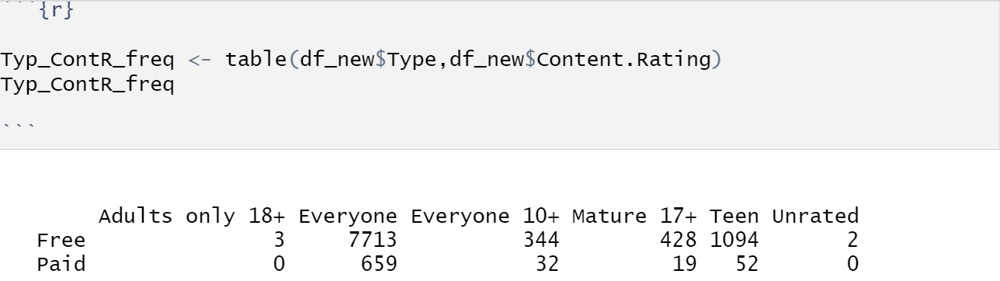 ```{r}
Typ_ContR_freq <- table(df_new$Type,df_new$Content.Rating)
Typ_ContR_freq
```
Adults only 18+ Everyone Everyone 10+ Mature 17+ Teen Unrated
Free 3 7713 344 428 1094 2
Paid 0 659 32 19 52 0